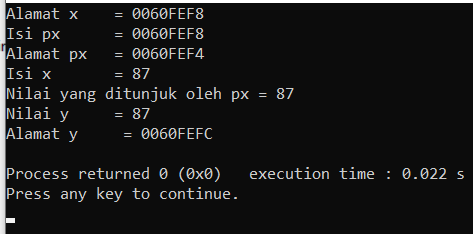 Alamat x    = 0060FEF8
Isi px      = 0060FEF8
Alamat px   = 0060FEF4
Isi x       = 87
Nilai yang ditunjuk oleh px = 87
Nilai y     = 87
Alamat y     = 0060FEFC

Process returned 0 (0x0)   execution time : 0.022 s
Press any key to continue.